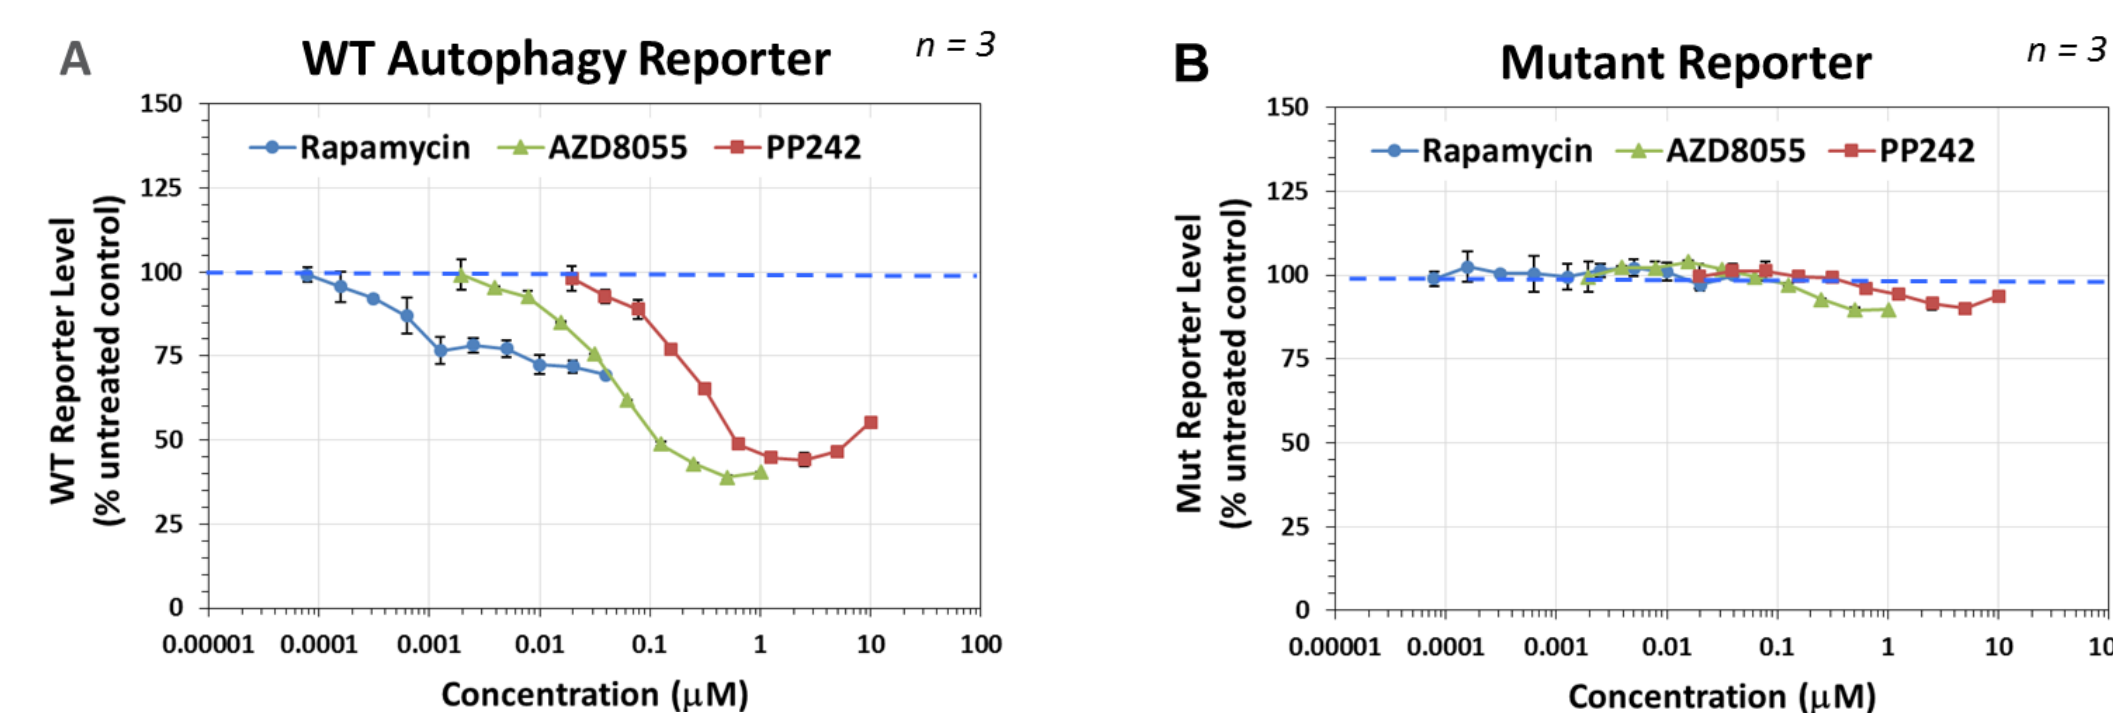 A
WT Autophagy Reporter
n = 3
Rapamycin AZD8055 PP242
150
125
100
75
50
25
0
WT Reporter Level
(% untreated control)
0.00001 0.0001 0.001 0.01 0.1 1 10 100
Concentration (μM)
B
Mutant Reporter
n = 3
Rapamycin AZD8055 PP242
150
125
100
75
50
25
0
Mut Reporter Level
(% untreated control)
0.00001 0.0001 0.001 0.01 0.1 1 10 10
Concentration (μM)